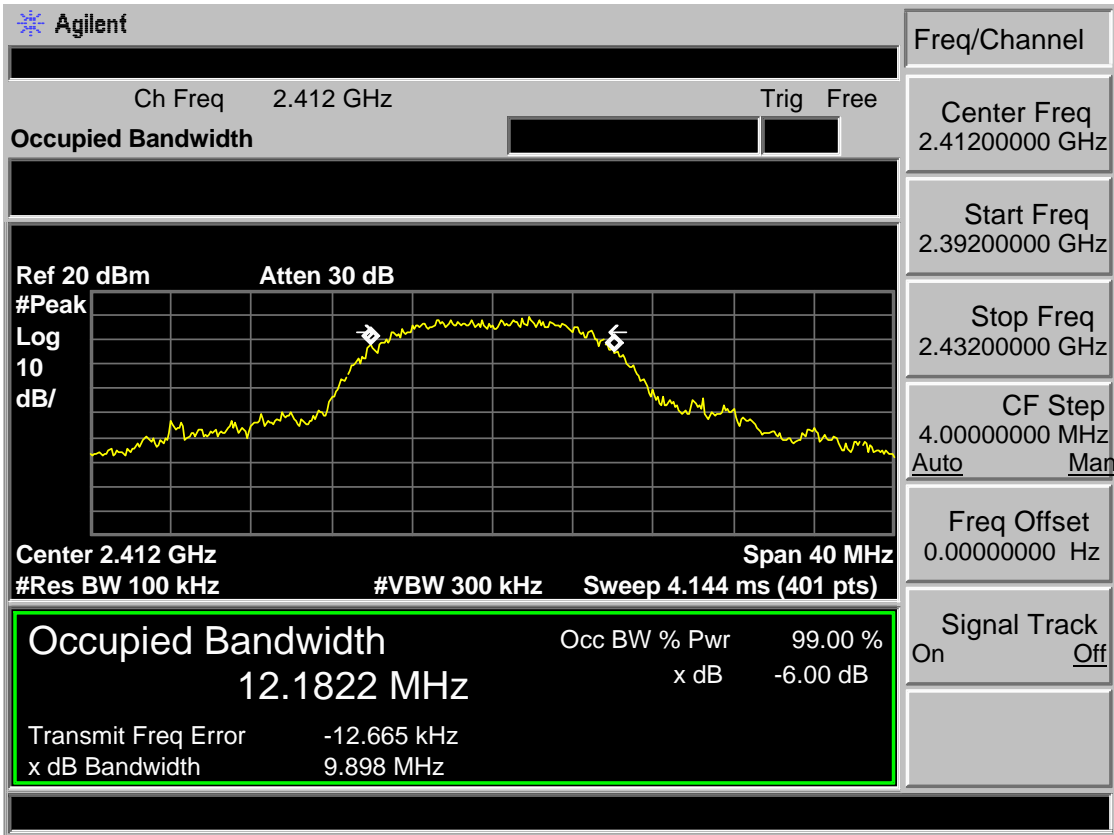 Agilent
Freq/Channel
Ch Freq 2.412 GHz Trig Free
Occupied Bandwidth
Center Freq
2.41200000 GHz
Start Freq
2.39200000 GHz
Stop Freq
2.43200000 GHz
CF Step
4.00000000 MHz
Auto Man
Freq Offset
0.00000000 Hz
Signal Track
On Off
Ref 20 dBm Atten 30 dB
#Peak
Log
10
dB/
Center 2.412 GHz Span 40 MHz
#Res BW 100 kHz #VBW 300 kHz Sweep 4.144 ms (401 pts)
Occupied Bandwidth Occ BW % Pwr 99.00 %
12.1822 MHz x dB -6.00 dB
Transmit Freq Error -12.665 kHz
x dB Bandwidth 9.898 MHz